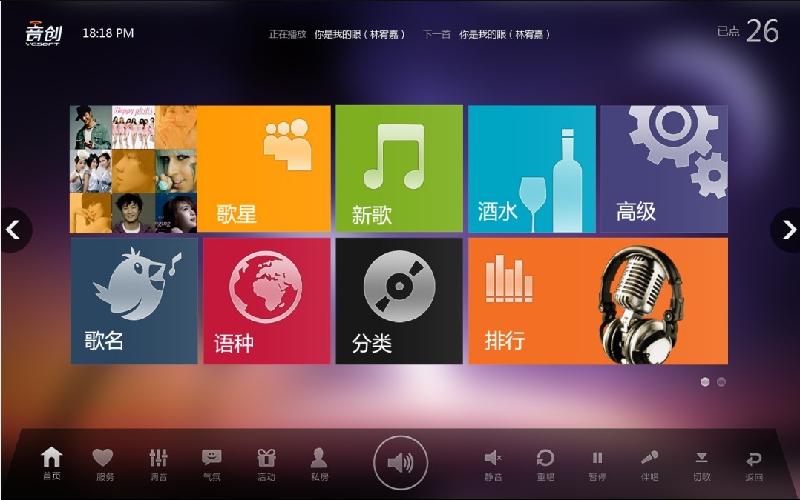 音创
YCSOFT
18:18 PM
正在播放 你是我的眼（林宥嘉） 下一首 你是我的眼（林宥嘉）
已点 26
歌星
新歌
酒水
高级
歌名
语种
分类
排行
首页 服务 调音 气氛 活动 私房 静音 重唱 暂停 伴唱 切歌 返回